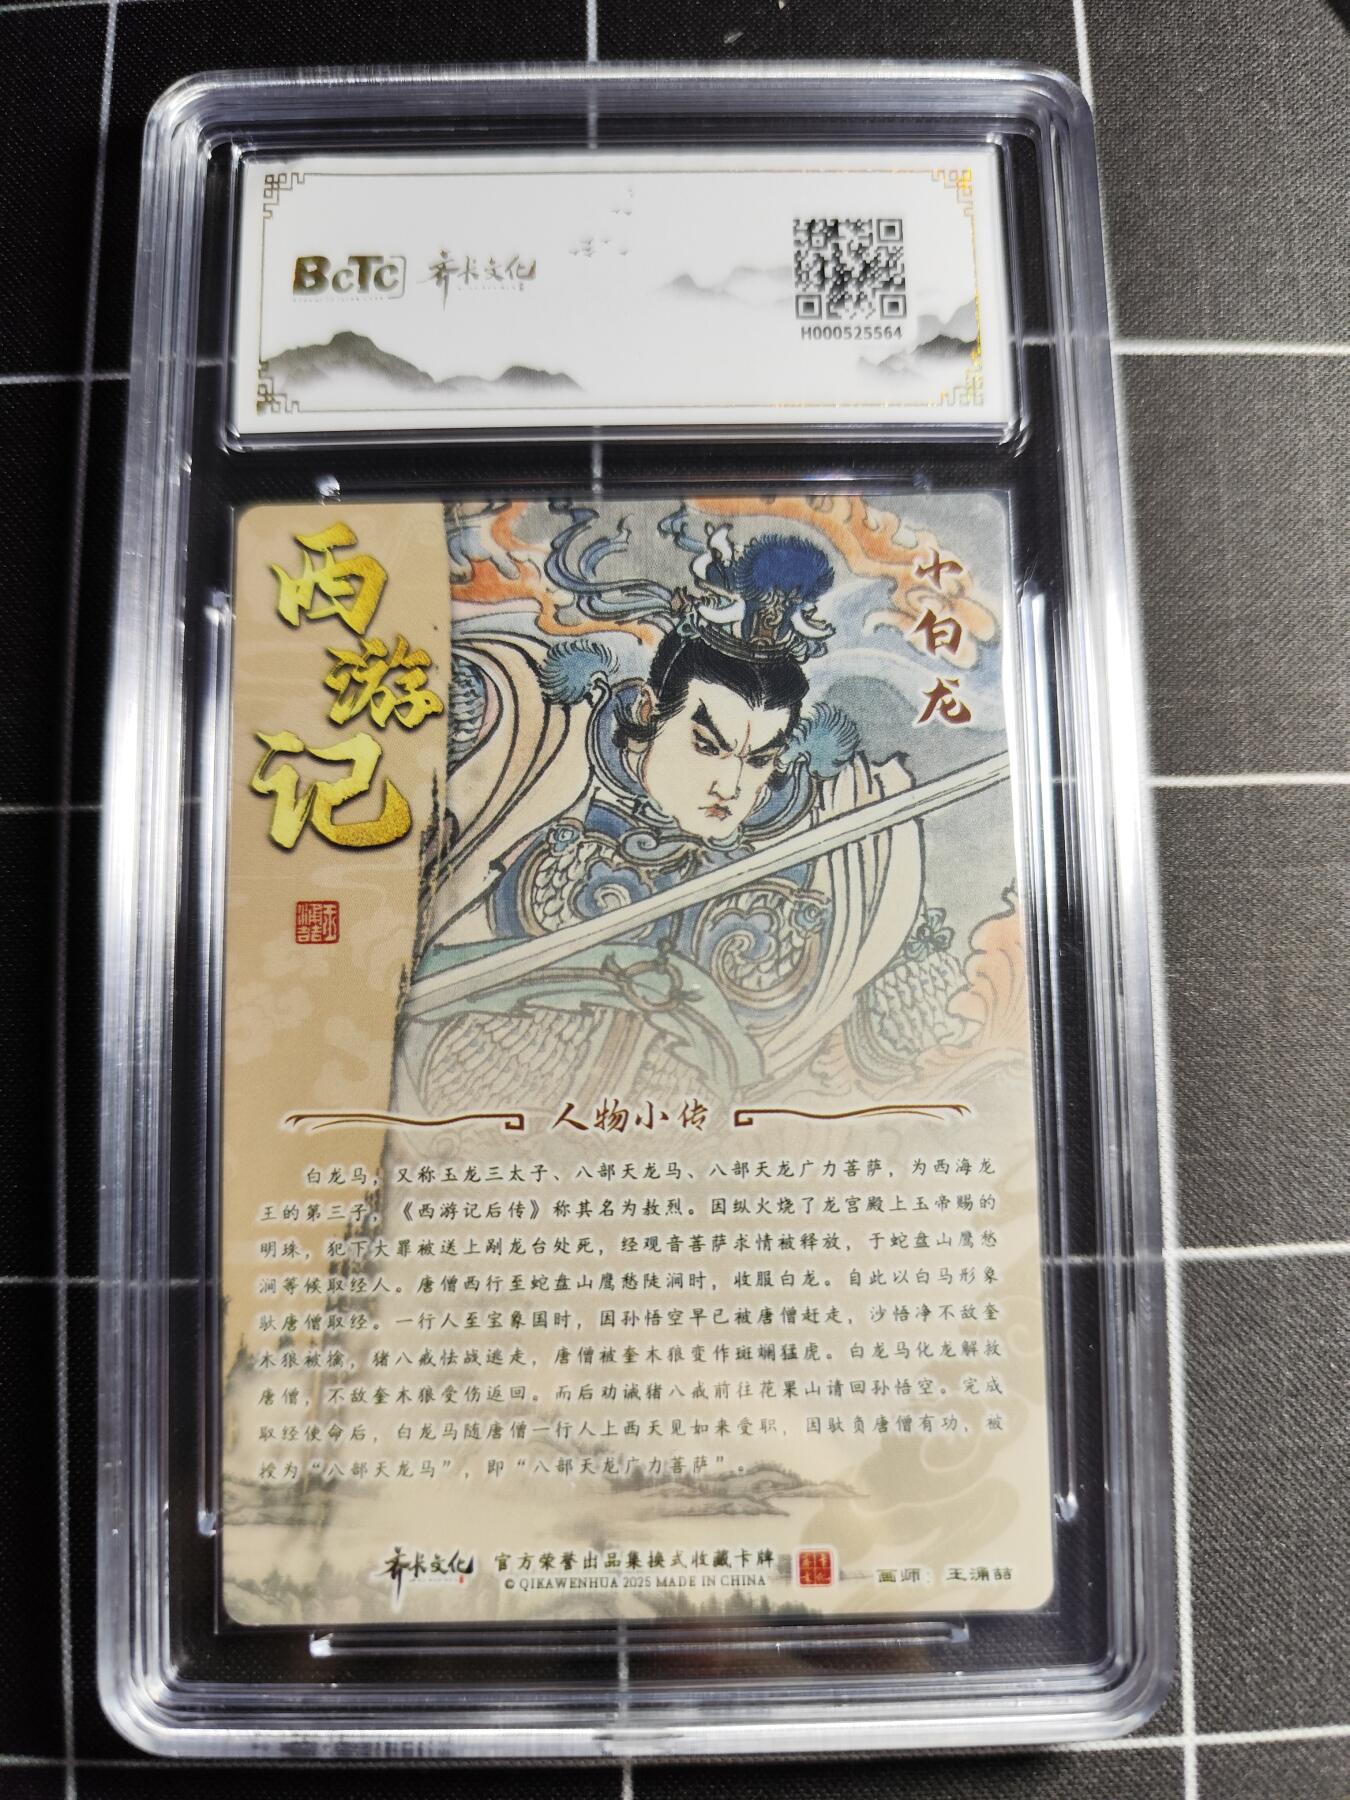 BCTC 齐卡文化
H000525564
西游记
小白龙
人物小传
白龙马，又称玉龙三太子、八部天龙马、八部天龙广力菩萨，为西海龙
王的第三子，《西游记后传》称其名为敖烈。因纵火烧了龙宫殿上玉帝赐的
明珠，犯下大罪被送上剐龙台处死，经观音菩萨求情被释放，于蛇盘山鹰愁
涧等候取经人。唐僧西行至蛇盘山鹰愁陡涧时，收服白龙。自此以白马形象
驮唐僧取经。一行人至宝象国时，因孙悟空早已被唐僧赶走，沙悟净不敌奎
木狼被擒，猪八戒怯战逃走，唐僧被奎木狼变作斑斓猛虎。白龙马化龙解救
唐僧，不敌奎木狼受伤返回。而后劝诫猪八戒前往花果山请回孙悟空。完成
取经使命后，白龙马随唐僧一行人上西天见如来受职，因驮负唐僧有功，被
授为“八部天龙马”，即“八部天龙广力菩萨”。
齐卡文化 官方荣誉出品集换式收藏卡牌
© QIKAWENHUA 2025 MADE IN CHINA
画师：王涌喆